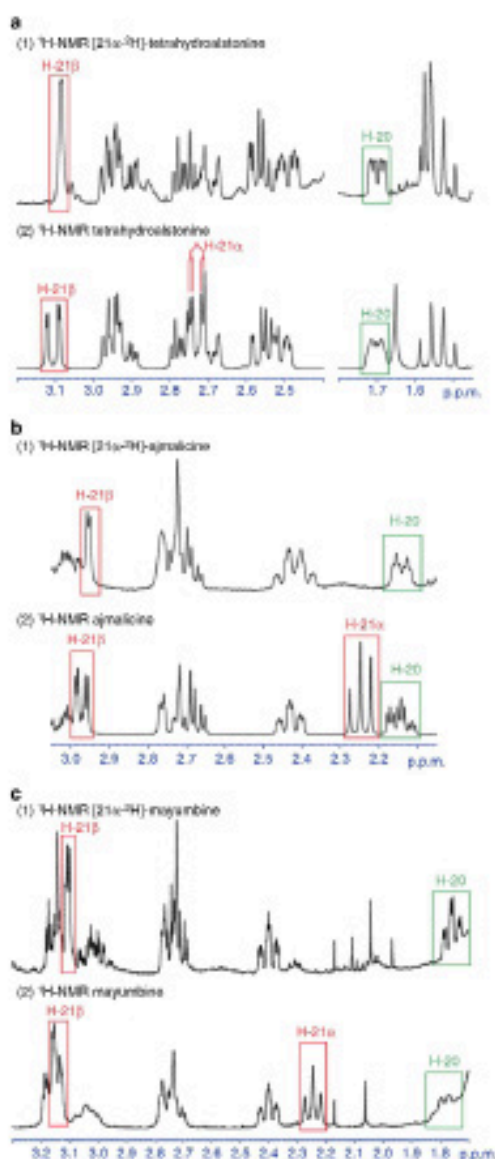 a
(1) ¹H-NMR [21α-²H]-tetrahydroalstonine
H-21β
H-20
(2) ¹H-NMR tetrahydroalstonine
H-21α
H-21β
H-20
3.1 3.0 2.9 2.8 2.7 2.6 2.5 1.7 1.6 p.p.m.
b
(1) ¹H-NMR [21α-²H]-ajmalicine
H-21β
H-20
(2) ¹H-NMR ajmalicine
H-21β
H-21α
H-20
3.0 2.9 2.8 2.7 2.6 2.5 2.4 2.3 2.2 p.p.m.
c
(1) ¹H-NMR [21α-²H]-mayumbine
H-21β
H-20
(2) ¹H-NMR mayumbine
H-21β
H-21α
H-20
3.2 3.1 3.0 2.9 2.8 2.7 2.6 2.5 2.4 2.3 2.2 2.1 2.0 1.9 1.8 p.p.m.